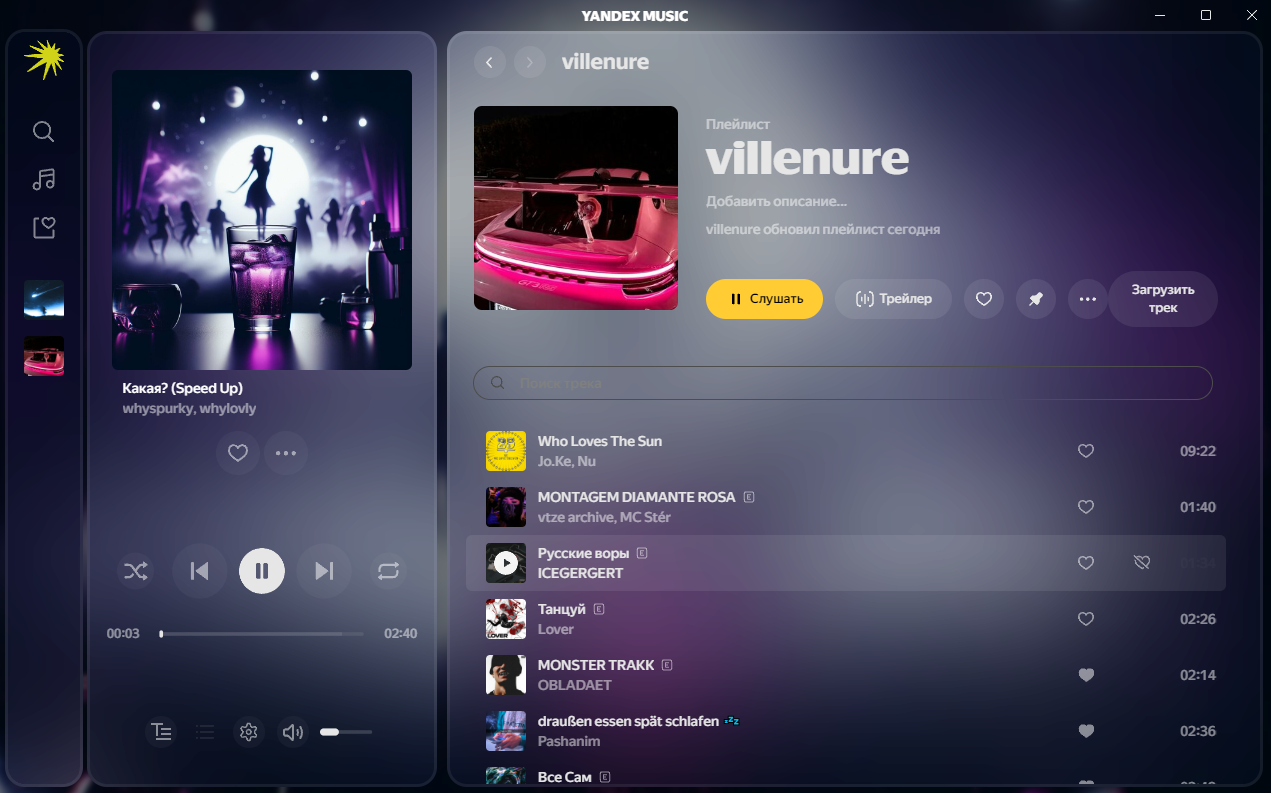 YANDEX MUSIC
villenure
Плейлист
villenure
Добавить описание...
villenure обновил плейлист сегодня
Слушать
Трейлер
Загрузить
трек
Поиск трека
Какая? (Speed Up)
whyspurky, whylovly
00:03
02:40
Who Loves The Sun
Jo.Ke, Nu
09:22
MONTAGEM DIAMANTE ROSA E
vtze archive, MC Stér
01:40
Русские воры E
ICEGERGERT
01:34
Танцуй E
Lover
02:26
MONSTER TRAKK E
OBLADAET
02:14
draußen essen spät schlafen 💤
Pashanim
02:36
Все Сам E